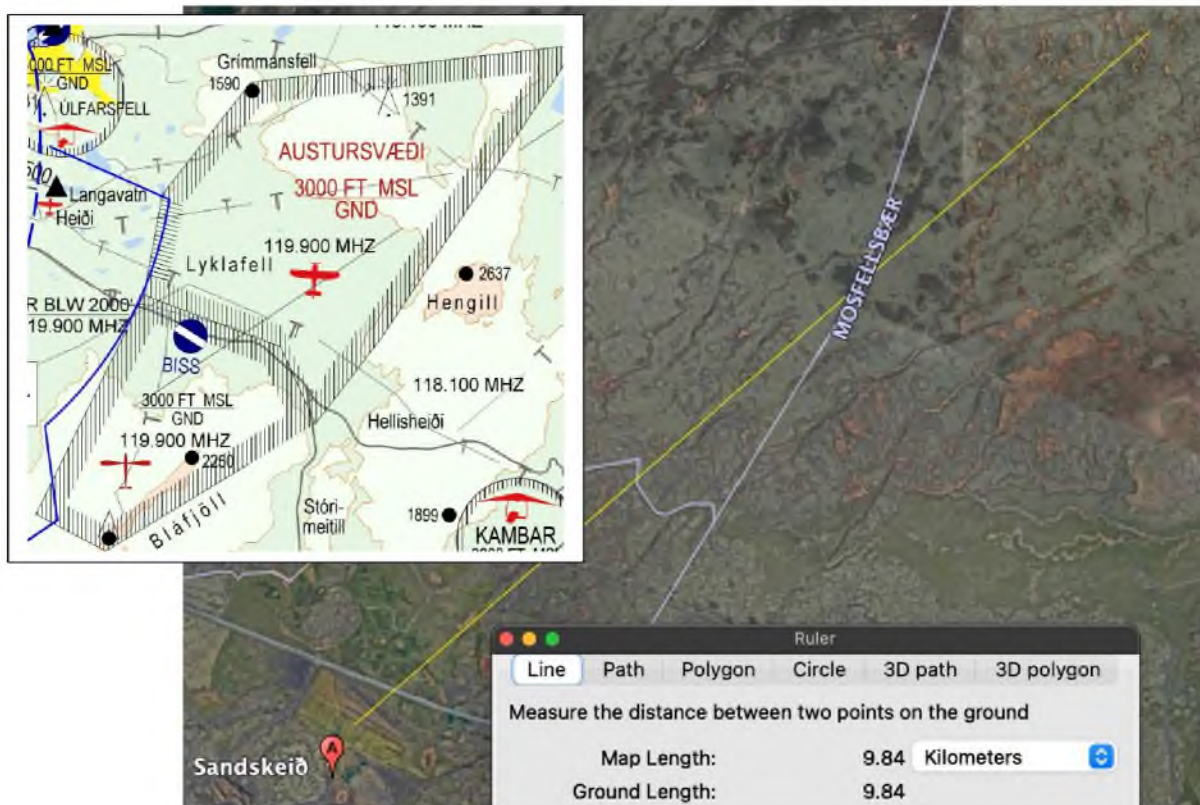 Grímmansfell
1590
1391
000 FT MSL
GND
ÚLFARSFELL
AUSTURSVÆÐI
3000 FT MSL
GND
Langavatn
Heiði
119.900 MHZ
Lyklafell
2637
Hengill
R BLW 2000
19.900 MHZ
BISS
118.100 MHZ
3000 FT MSL
GND
Hellisheiði
119.900 MHZ
2250
Bláfjöll
Stóri-
meitill
1899
KAMBAR
MOSFELLSBÆR
A
Sandskeið
Ruler
Line Path Polygon Circle 3D path 3D polygon
Measure the distance between two points on the ground
Map Length: 9.84 Kilometers
Ground Length: 9.84